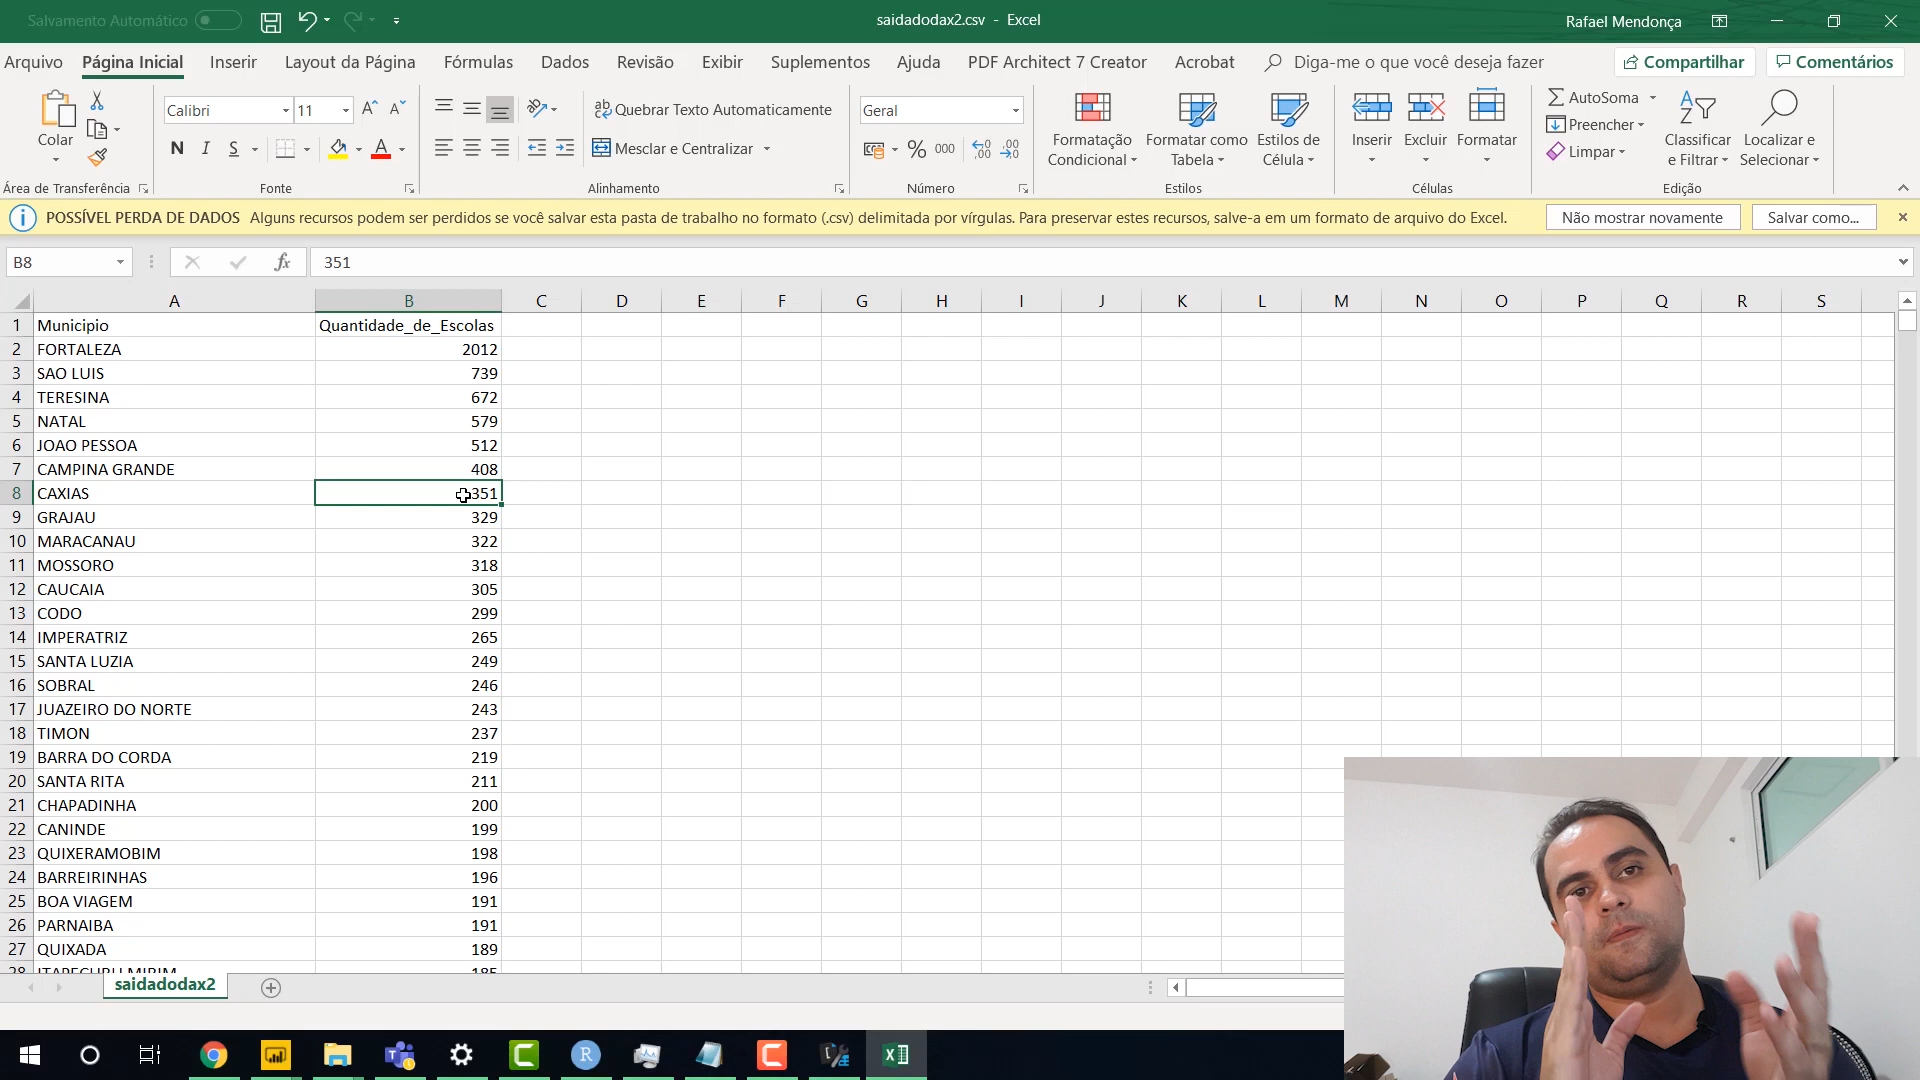 Salvamento Automático
saidadodax2.csv - Excel
Rafael Mendonça
Arquivo Página Inicial Inserir Layout da Página Fórmulas Dados Revisão Exibir Suplementos Ajuda PDF Architect 7 Creator Acrobat Diga-me o que você deseja fazer Compartilhar Comentários
Colar
Calibri 11
N I S
Quebrar Texto Automaticamente
Mesclar e Centralizar
Geral
% 000
Formatação Condicional
Formatar como Tabela
Estilos de Célula
Inserir Excluir Formatar
AutoSoma
Preencher
Limpar
Classificar e Filtrar
Localizar e Selecionar
Área de Transferência Fonte Alinhamento Número Estilos Células Edição
POSSÍVEL PERDA DE DADOS Alguns recursos podem ser perdidos se você salvar esta pasta de trabalho no formato (.csv) delimitada por vírgulas. Para preservar estes recursos, salve-a em um formato de arquivo do Excel. Não mostrar novamente Salvar como...
B8 fx 351
A B C D E F G H I J K L M N O P Q R S
1 Municipio Quantidade_de_Escolas
2 FORTALEZA 2012
3 SAO LUIS 739
4 TERESINA 672
5 NATAL 579
6 JOAO PESSOA 512
7 CAMPINA GRANDE 408
8 CAXIAS 351
9 GRAJAU 329
10 MARACANAU 322
11 MOSSORO 318
12 CAUCAIA 305
13 CODO 299
14 IMPERATRIZ 265
15 SANTA LUZIA 249
16 SOBRAL 246
17 JUAZEIRO DO NORTE 243
18 TIMON 237
19 BARRA DO CORDA 219
20 SANTA RITA 211
21 CHAPADINHA 200
22 CANINDE 199
23 QUIXERAMOBIM 198
24 BARREIRINHAS 196
25 BOA VIAGEM 191
26 PARNAIBA 191
27 QUIXADA 189
28 ITAPECURU MIRIM 185
saidadodax2